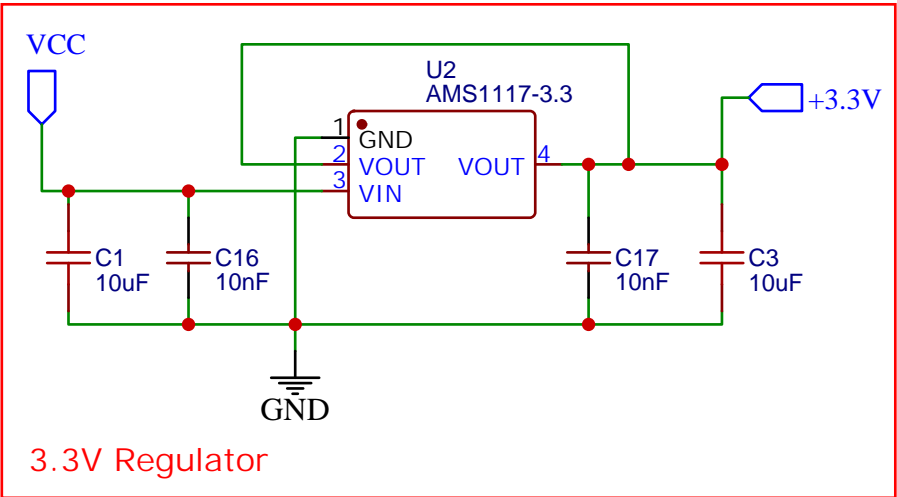 VCC
U2
AMS1117-3.3
+3.3V
1
GND
2
VOUT
VOUT
4
3
VIN
C1
10uF
C16
10nF
C17
10nF
C3
10uF
GND
3.3V Regulator